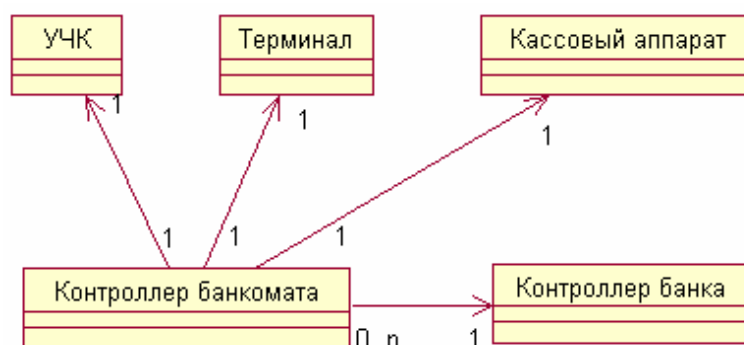 УЧК
Терминал
Кассовый аппарат
1
1
1
1
1
1
Контроллер банкомата
Контроллер банка
0..n
1